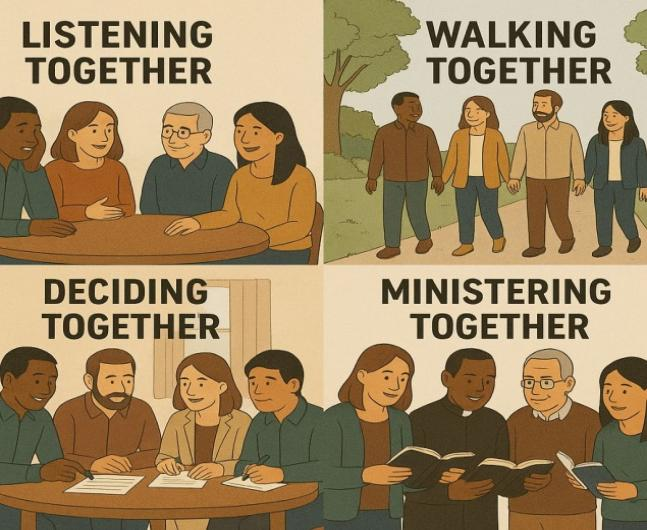 LISTENING
TOGETHER
WALKING
TOGETHER
DECIDING
TOGETHER
MINISTERING
TOGETHER